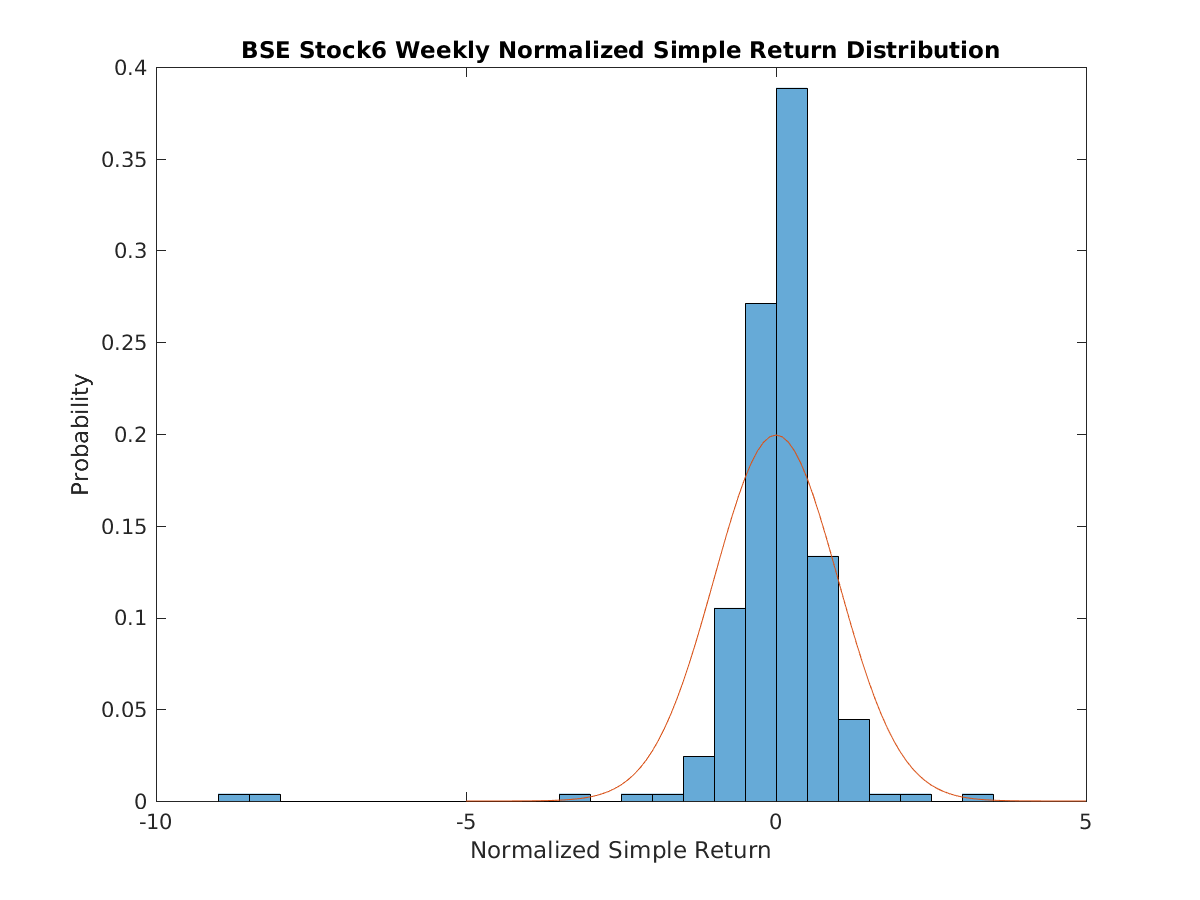 BSE Stock6 Weekly Normalized Simple Return Distribution
0.4
0.35
0.3
0.25
0.2
0.15
0.1
0.05
0
Probability
-10 -5 0 5
Normalized Simple Return